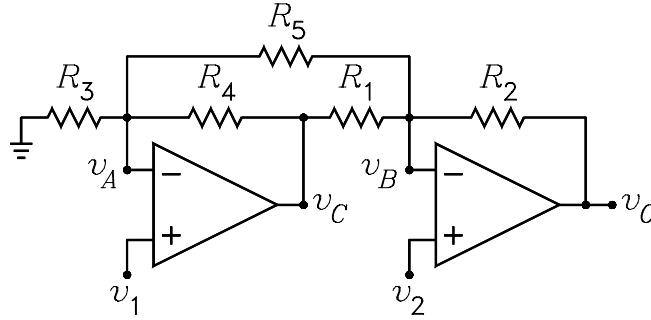 R5
R3 R4 R1 R2
vA − vB −
vC vO
+ +
v1 v2